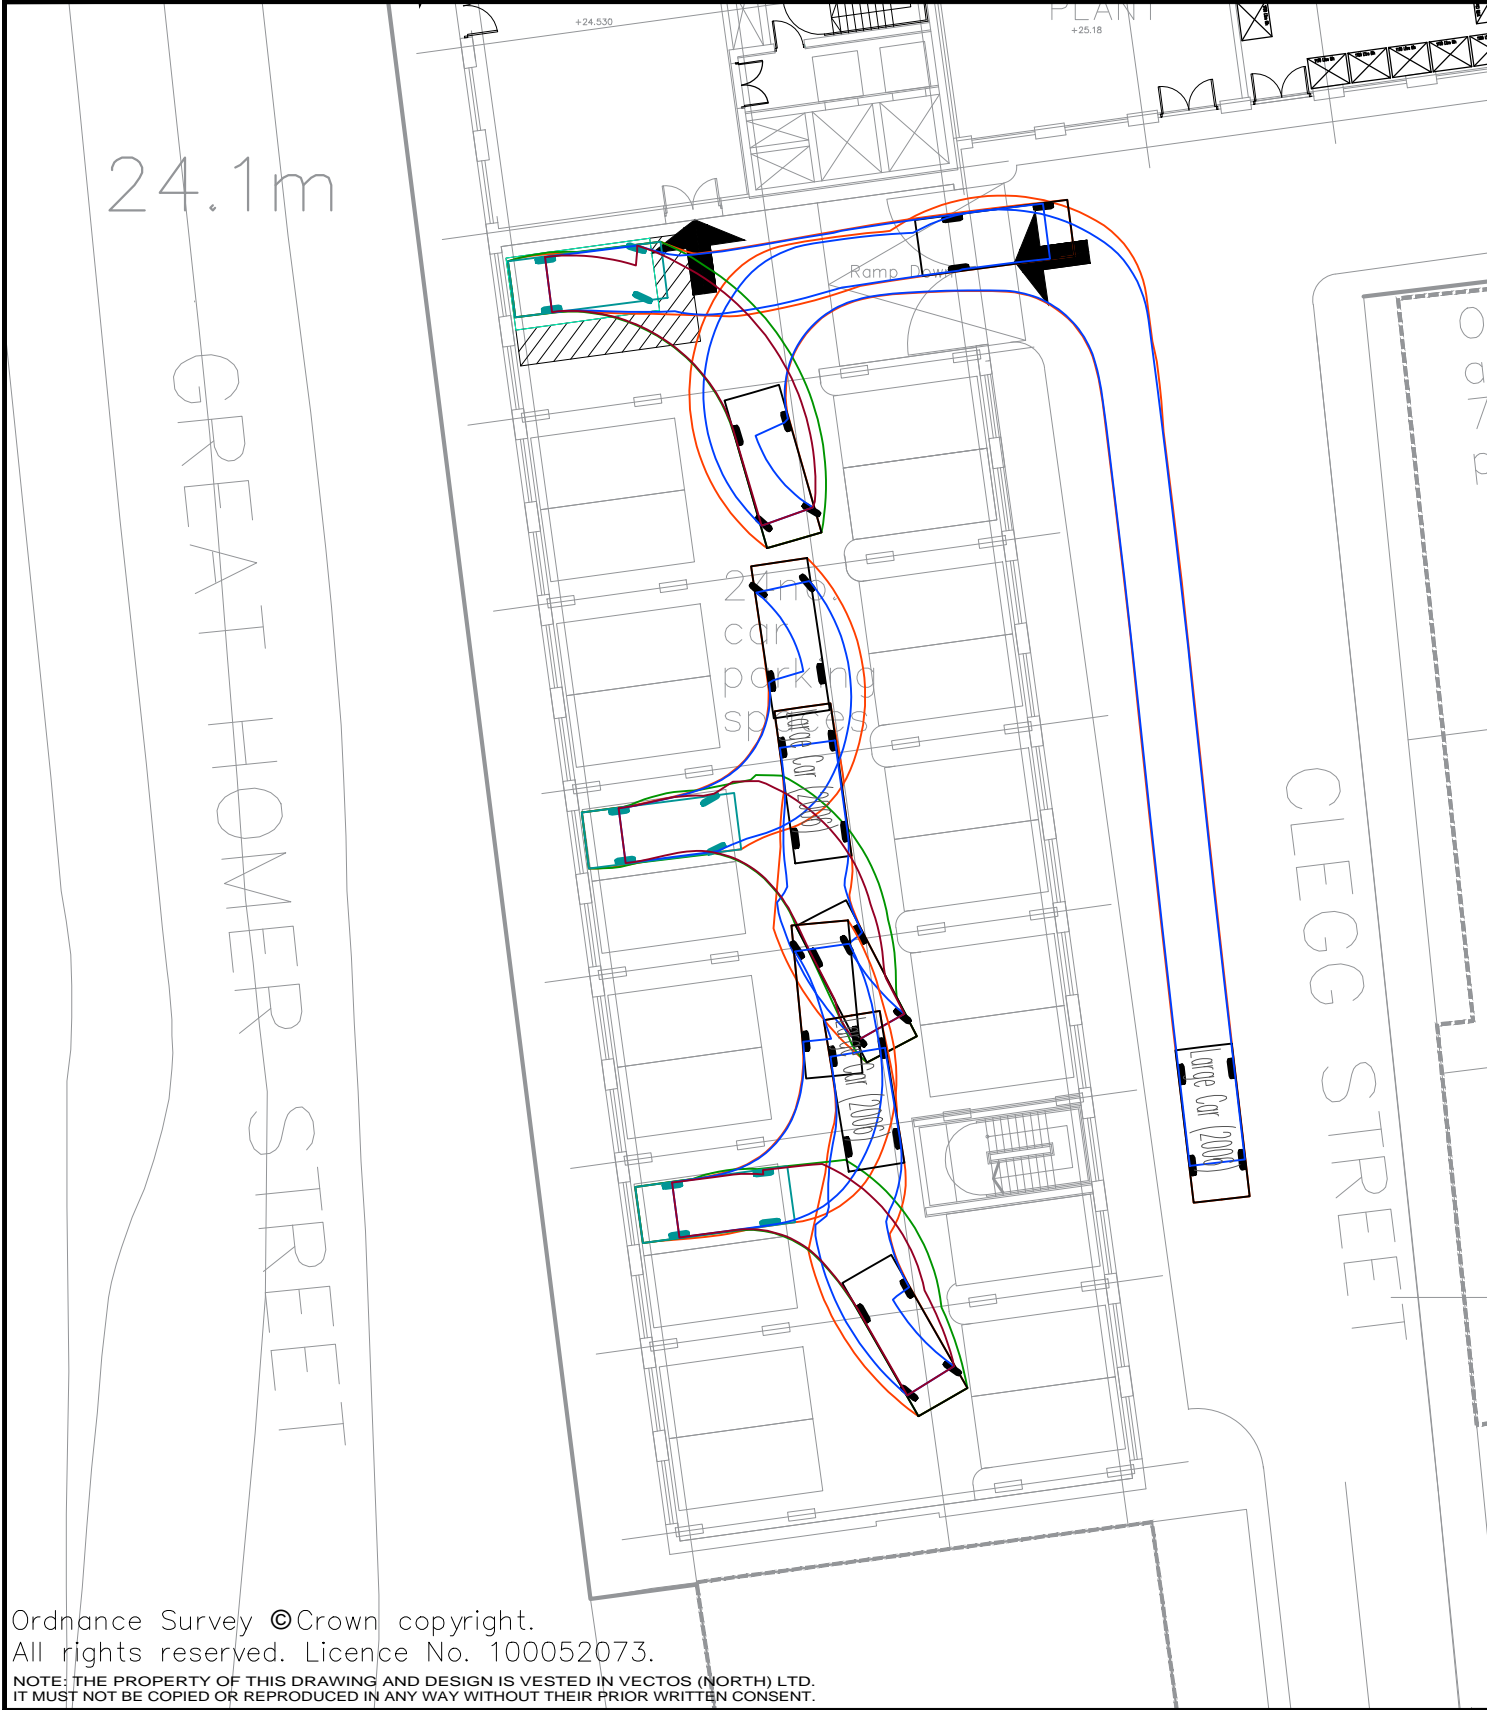 +24.530
PLANT
+25.18
24.1m
Ramp Down
GREAT HOMER STREET
24no.
car
parking
spaces
Large Car (2006)
Large Car (2006)
Large Car (2006)
CLEGG STREET
Ordnance Survey ©Crown copyright.
All rights reserved. Licence No. 100052073.
NOTE: THE PROPERTY OF THIS DRAWING AND DESIGN IS VESTED IN VECTOS (NORTH) LTD.
IT MUST NOT BE COPIED OR REPRODUCED IN ANY WAY WITHOUT THEIR PRIOR WRITTEN CONSENT.